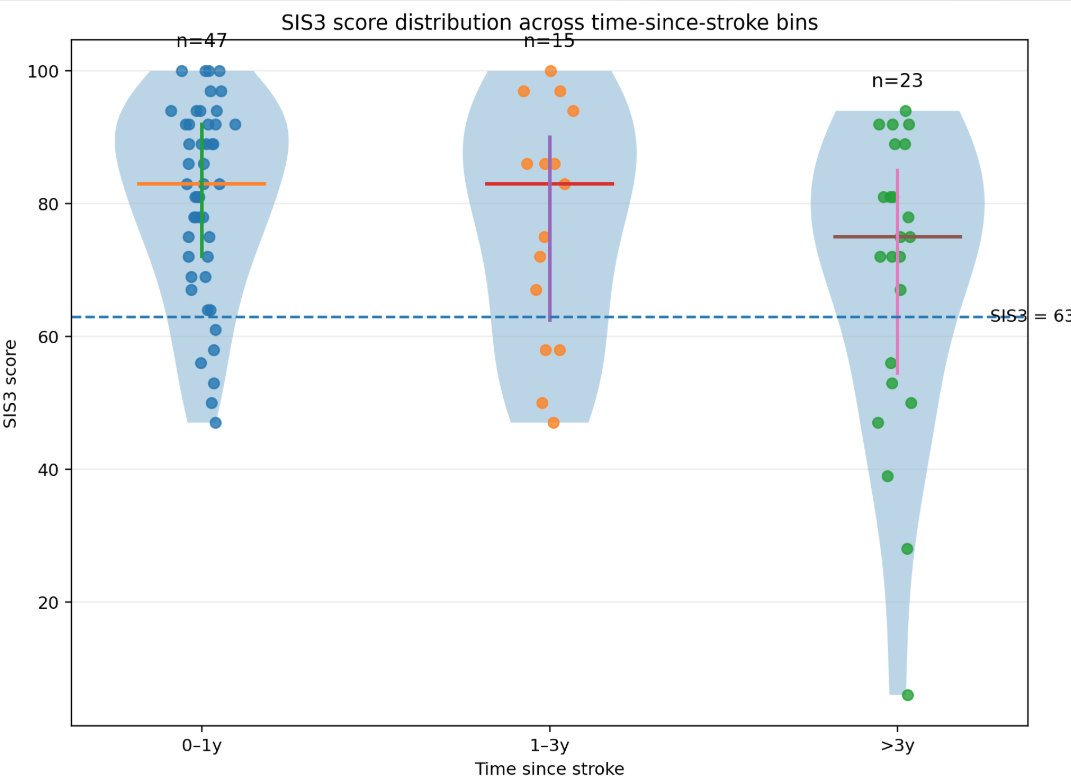 SIS3 score distribution across time-since-stroke bins
n=47
n=15
n=23
100
80
60
40
20
SIS3 score
SIS3 = 63
0–1y
1–3y
>3y
Time since stroke